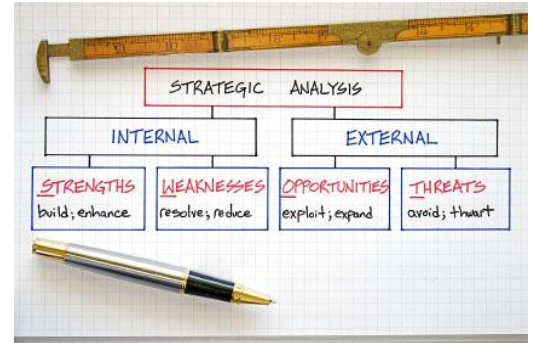 STRATEGIC ANALYSIS
INTERNAL
EXTERNAL
STRENGTHS
build; enhance
WEAKNESSES
resolve; reduce
OPPORTUNITIES
exploit; expand
THREATS
avoid; thwart